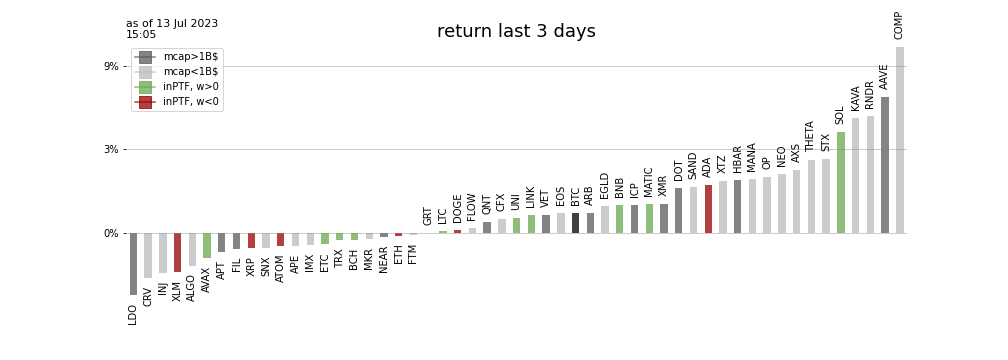 as of 13 Jul 2023
15:05
return last 3 days
mcap>1B$
mcap<1B$
inPTF, w>0
inPTF, w<0
9%
3%
0%
LDO
CRV
INJ
XLM
ALGO
AVAX
APT
FIL
XRP
SNX
ATOM
APE
IMX
ETC
TRX
BCH
MKR
NEAR
ETH
FTM
GRT
LTC
DOGE
FLOW
QNT
CFX
UNI
LINK
VET
EOS
BTC
ARB
EGLD
BNB
ICP
MATIC
XMR
DOT
SAND
ADA
XTZ
HBAR
MANA
OP
NEO
AXS
THETA
STX
SOL
KAVA
RNDR
AAVE
COMP